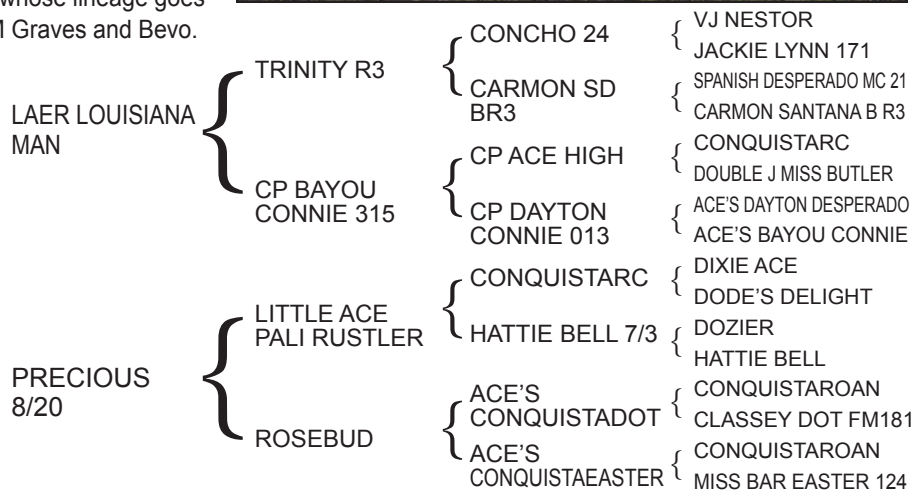 whose lineage goes
Graves and Bevo.
LAER LOUISIANA
MAN
TRINITY R3
CONCHO 24
VJ NESTOR
JACKIE LYNN 171
CARMON SD
BR3
SPANISH DESPERADO MC 21
CARMON SANTANA B R3
CP BAYOU
CONNIE 315
CP ACE HIGH
CONQUISTARC
DOUBLE J MISS BUTLER
CP DAYTON
CONNIE 013
ACE'S DAYTON DESPERADO
ACE'S BAYOU CONNIE
PRECIOUS
8/20
LITTLE ACE
PALI RUSTLER
CONQUISTARC
DIXIE ACE
DODE'S DELIGHT
HATTIE BELL 7/3
DOZIER
HATTIE BELL
ROSEBUD
ACE'S
CONQUISTADOT
CONQUISTAROAN
CLASSEY DOT FM181
ACE'S
CONQUISTAEASTER
CONQUISTAROAN
MISS BAR EASTER 124